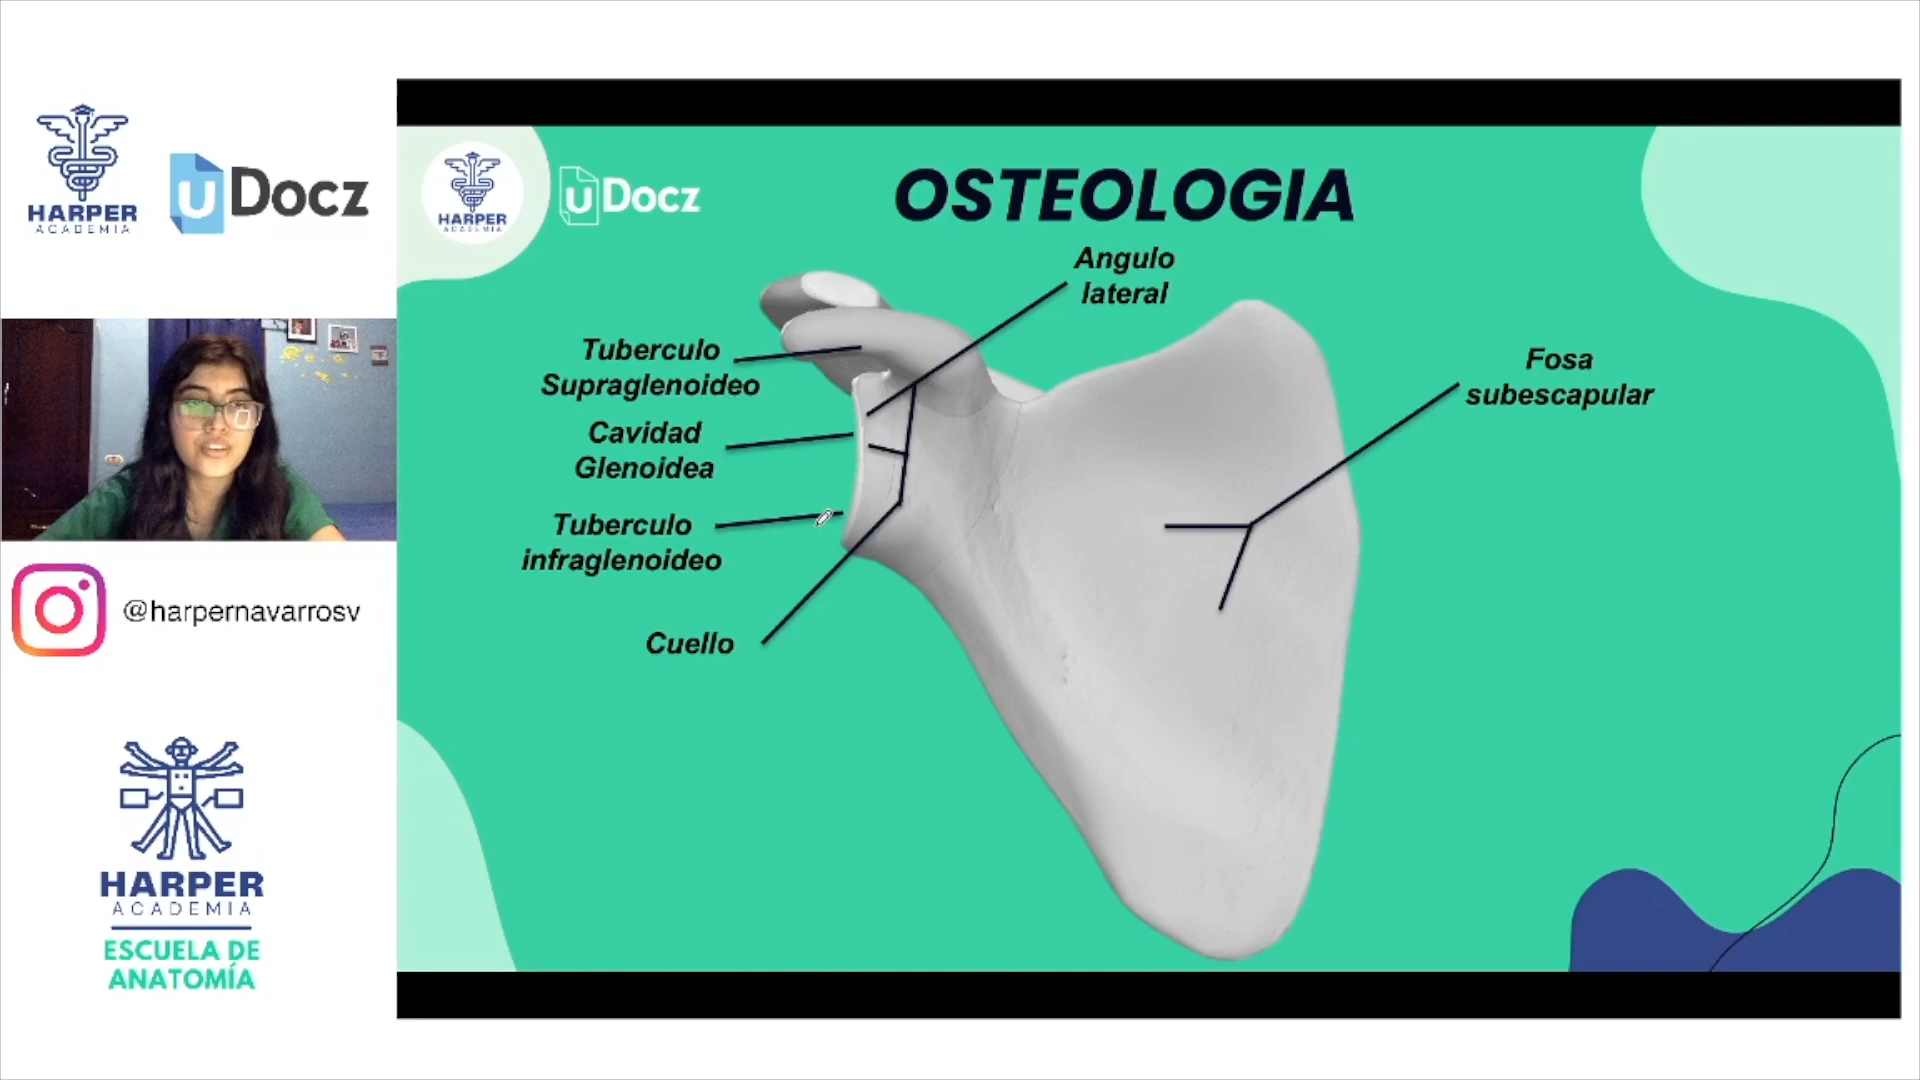 HARPER
ACADEMIA
uDocz
@harpernavarrosv
HARPER
ACADEMIA
ESCUELA DE
ANATOMÍA
HARPER
ACADEMIA
uDocz
OSTEOLOGIA
Angulo
lateral
Tuberculo
Supraglenoideo
Cavidad
Glenoidea
Tuberculo
infraglenoideo
Cuello
Fosa
subescapular